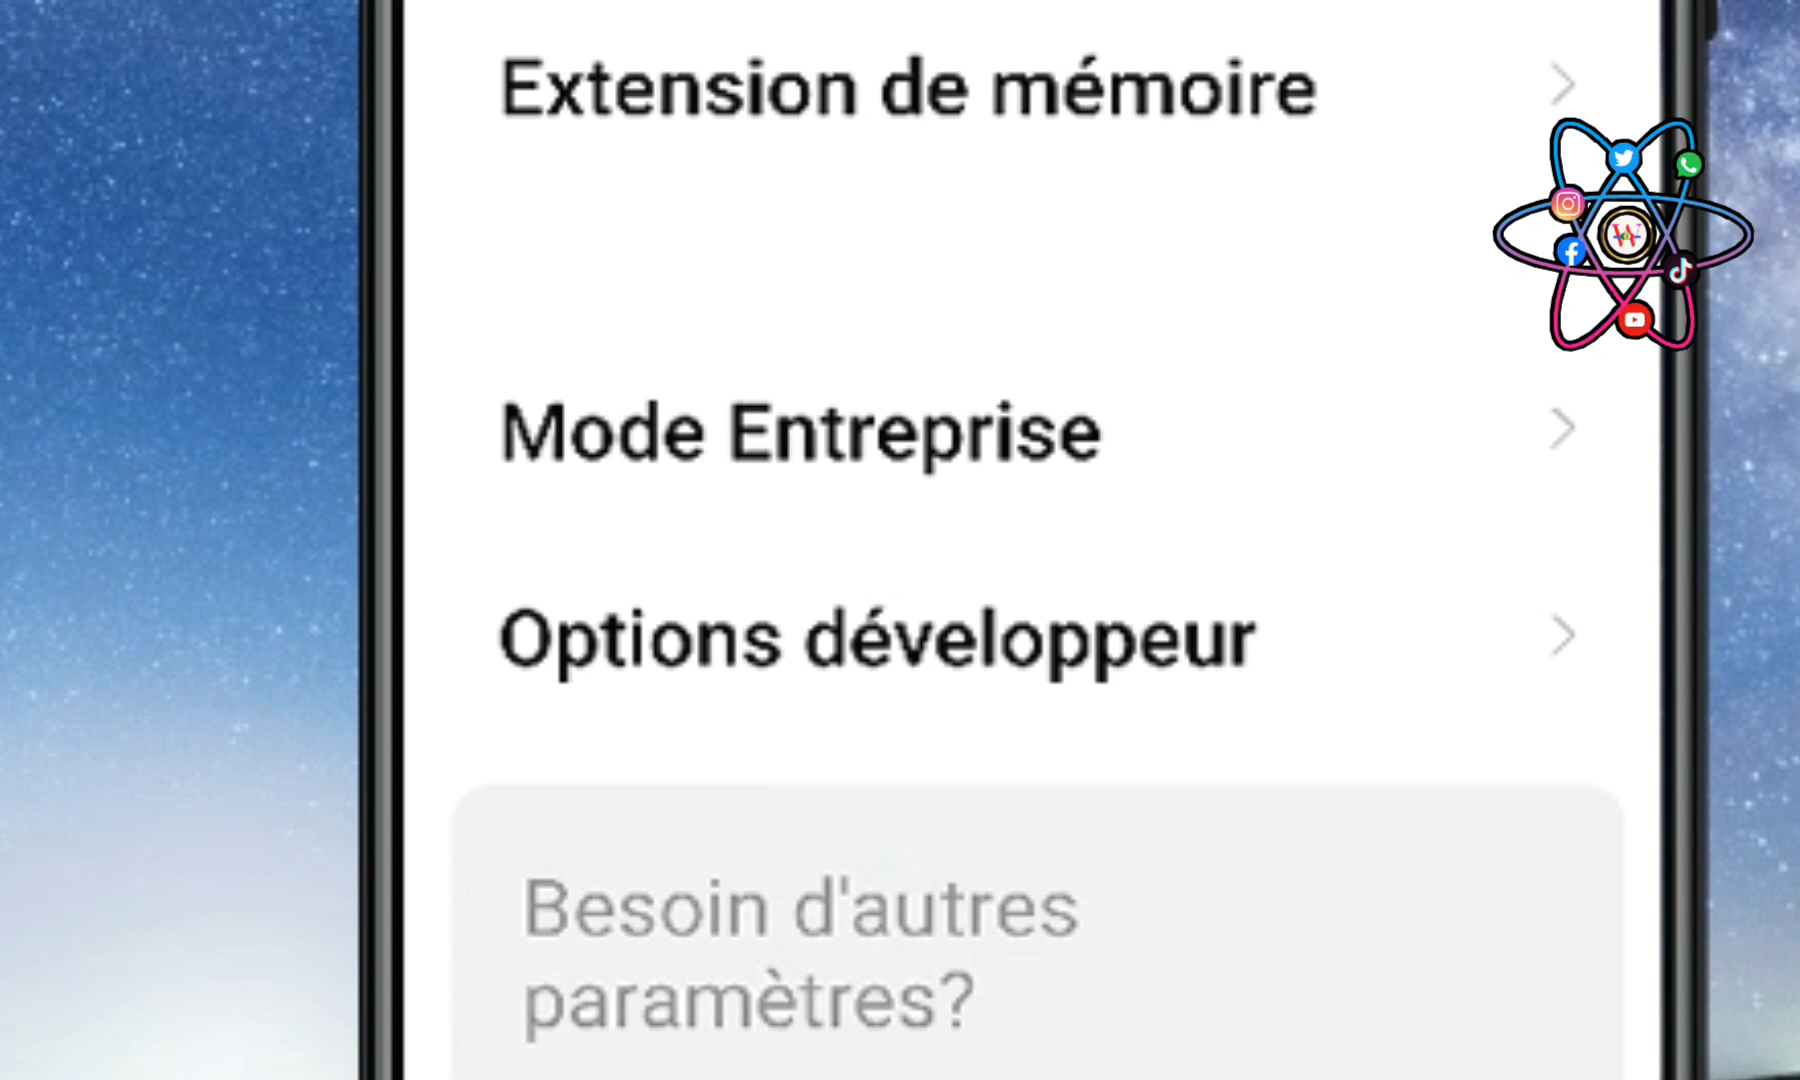 Extension de mémoire
Mode Entreprise
Options développeur
Besoin d'autres
paramètres?